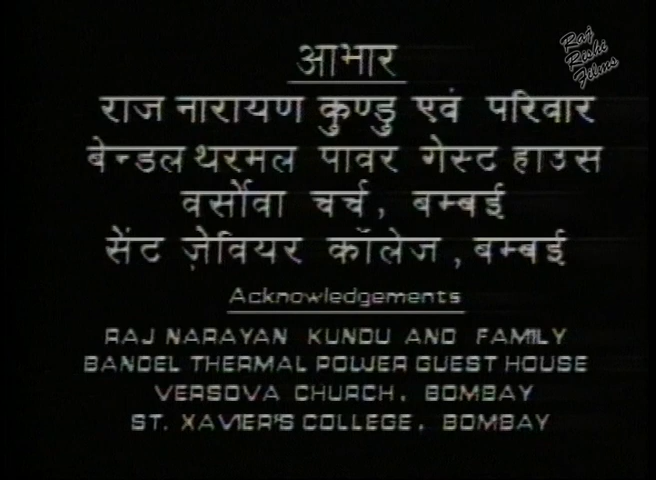 Raj
Rishi
Films
आभार
राज नारायण कुण्डु एवं परिवार
बेन्डल थरमल पावर गेस्ट हाउस
वर्सोवा चर्च, बम्बई
सेंट ज़ेवियर कॉलेज, बम्बई
Acknowledgements
RAJ NARAYAN KUNDU AND FAMILY
BANDEL THERMAL POWER GUEST HOUSE
VERSOVA CHURCH, BOMBAY
ST. XAVIER'S COLLEGE, BOMBAY